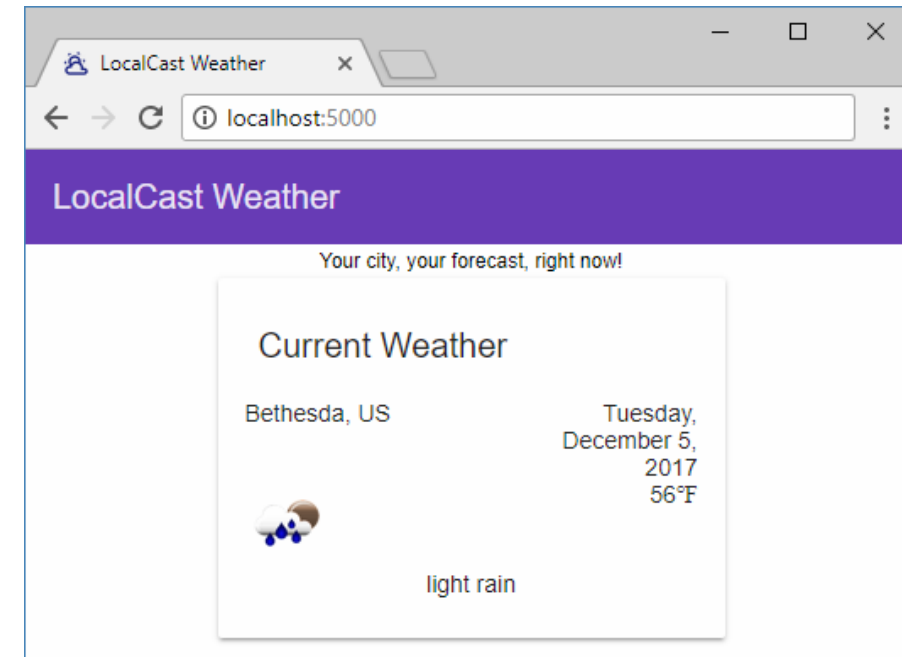 LocalCast Weather
localhost:5000
LocalCast Weather
Your city, your forecast, right now!
Current Weather
Bethesda, US
Tuesday,
December 5,
2017
56°F
light rain